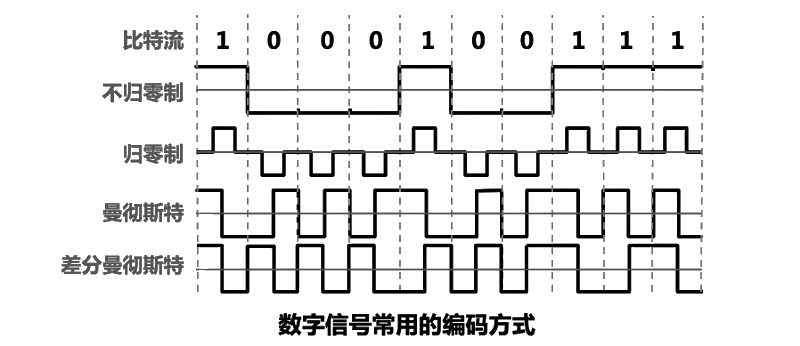 比特流 1 0 0 0 1 0 0 1 1 1
不归零制
归零制
曼彻斯特
差分曼彻斯特
数字信号常用的编码方式